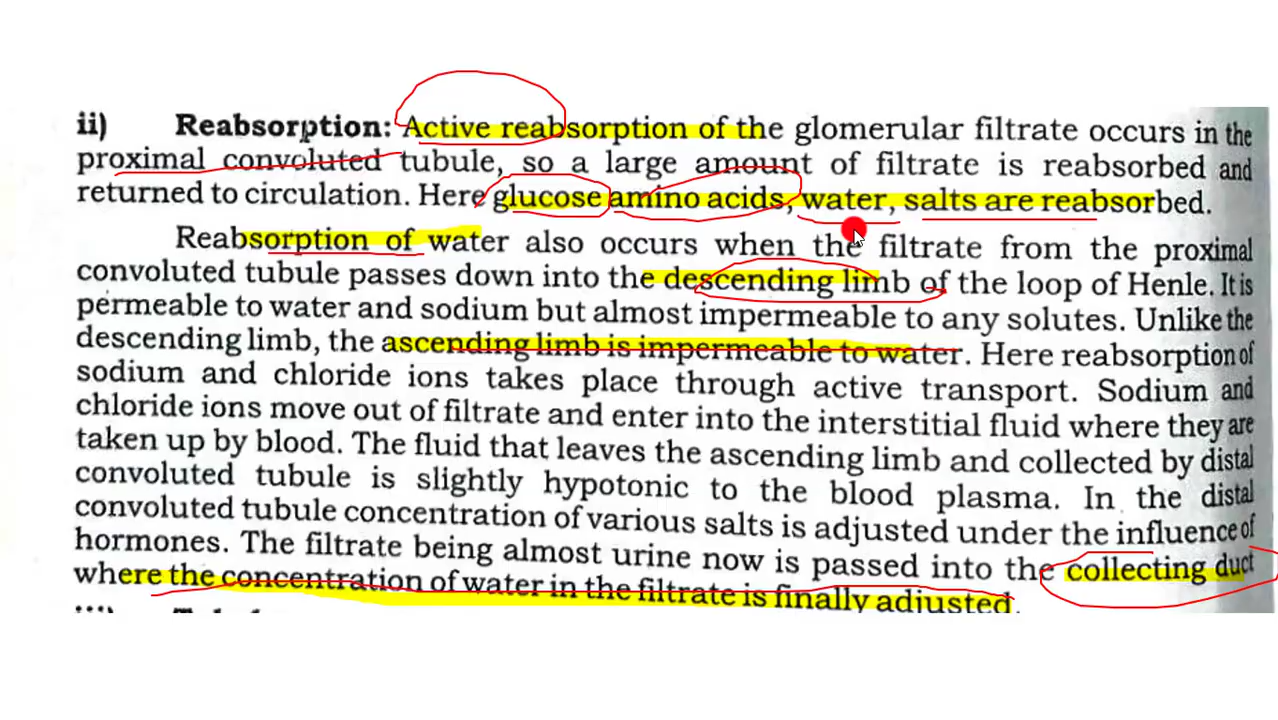 ii) Reabsorption: Active reabsorption of the glomerular filtrate occurs in the
proximal convoluted tubule, so a large amount of filtrate is reabsorbed and
returned to circulation. Here glucose amino acids, water, salts are reabsorbed.
Reabsorption of water also occurs when the filtrate from the proximal
convoluted tubule passes down into the descending limb of the loop of Henle. It is
permeable to water and sodium but almost impermeable to any solutes. Unlike the
descending limb, the ascending limb is impermeable to water. Here reabsorption of
sodium and chloride ions takes place through active transport. Sodium and
chloride ions move out of filtrate and enter into the interstitial fluid where they are
taken up by blood. The fluid that leaves the ascending limb and collected by distal
convoluted tubule is slightly hypotonic to the blood plasma. In the distal
convoluted tubule concentration of various salts is adjusted under the influence of
hormones. The filtrate being almost urine now is passed into the collecting duct
where the concentration of water in the filtrate is finally adjusted.